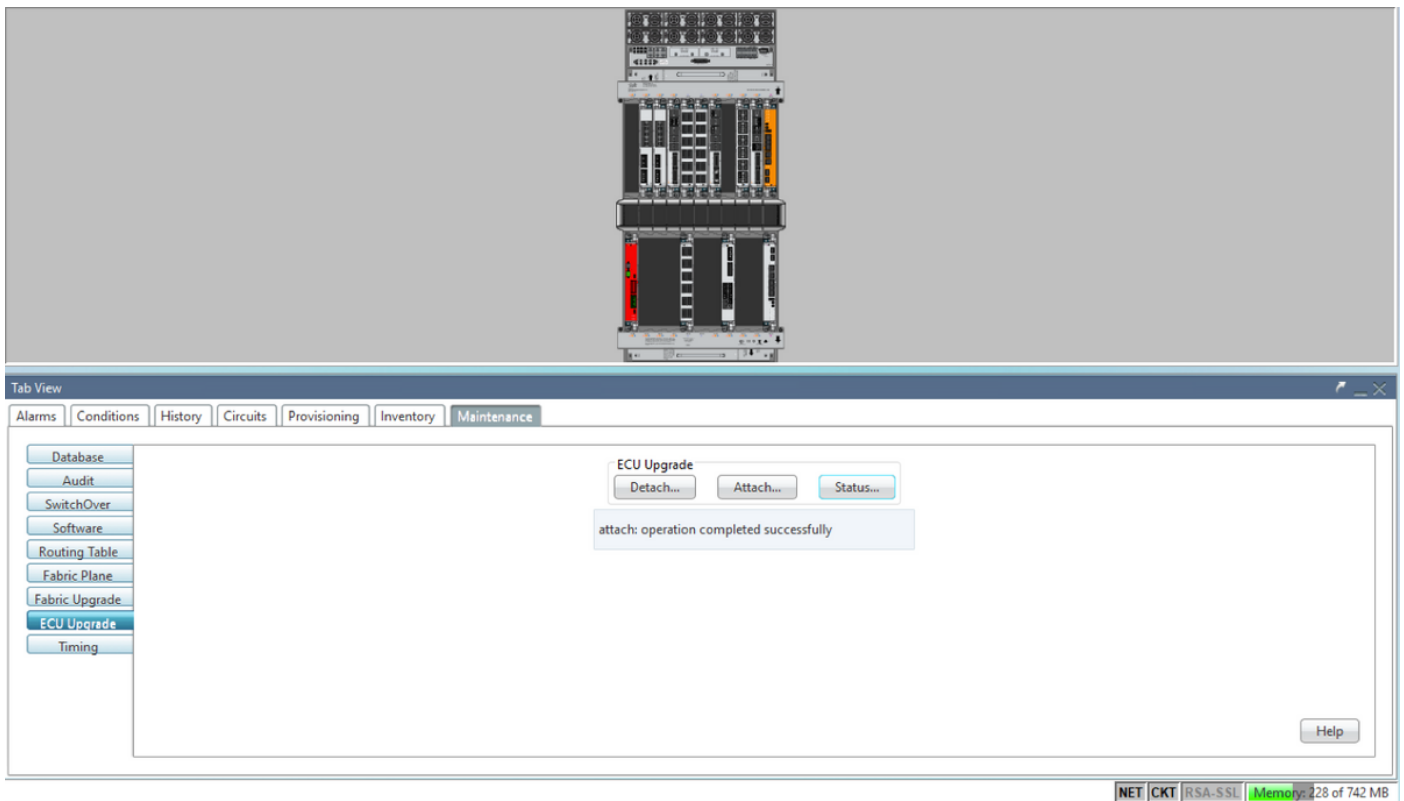 Tab View
Alarms Conditions History Circuits Provisioning Inventory Maintenance
Database
Audit
SwitchOver
Software
Routing Table
Fabric Plane
Fabric Upgrade
ECU Upgrade
Timing
ECU Upgrade
Detach... Attach... Status...
attach: operation completed successfully
Help
NET CKT RSA-SSL Memory: 228 of 742 MB